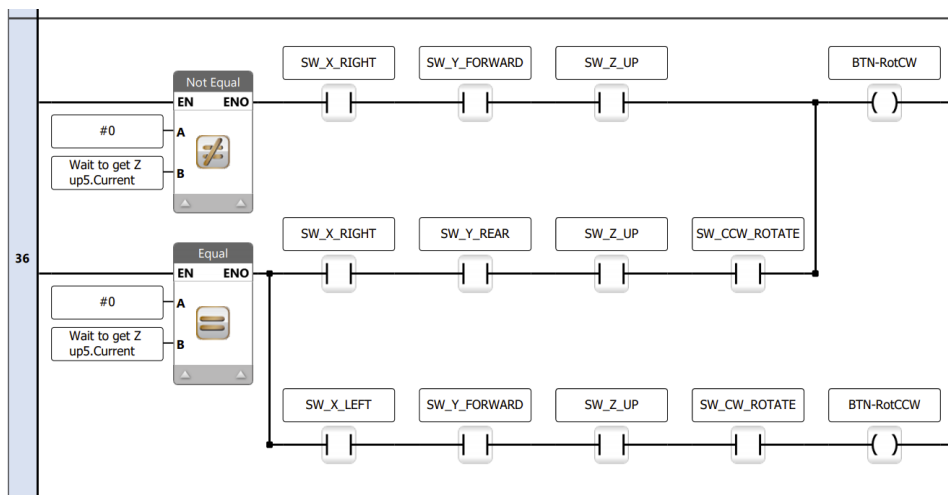 SW_X_RIGHT SW_Y_FORWARD SW_Z_UP BTN-RotCW
Not Equal
EN ENO
#0 A
Wait to get Z
up5.Current B
SW_X_RIGHT SW_Y_REAR SW_Z_UP SW_CCW_ROTATE
36
Equal
EN ENO
#0 A
Wait to get Z
up5.Current B
SW_X_LEFT SW_Y_FORWARD SW_Z_UP SW_CW_ROTATE BTN-RotCCW